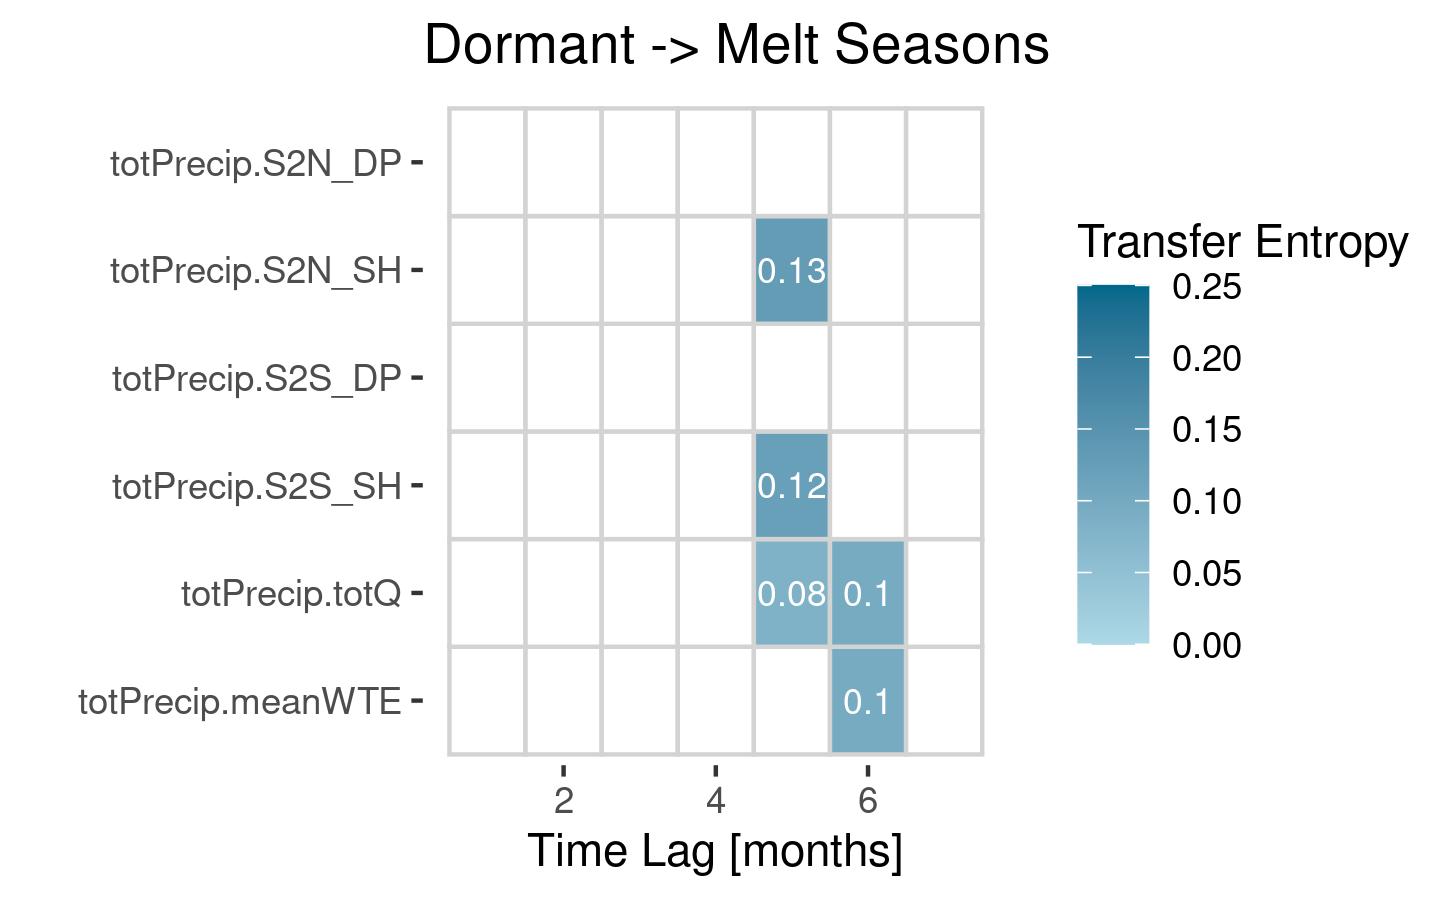 Dormant -> Melt Seasons
totPrecip.S2N_DP
totPrecip.S2N_SH
0.13
totPrecip.S2S_DP
totPrecip.S2S_SH
0.12
totPrecip.totQ
0.08 0.1
totPrecip.meanWTE
0.1
2 4 6
Time Lag [months]
Transfer Entropy
0.25
0.20
0.15
0.10
0.05
0.00